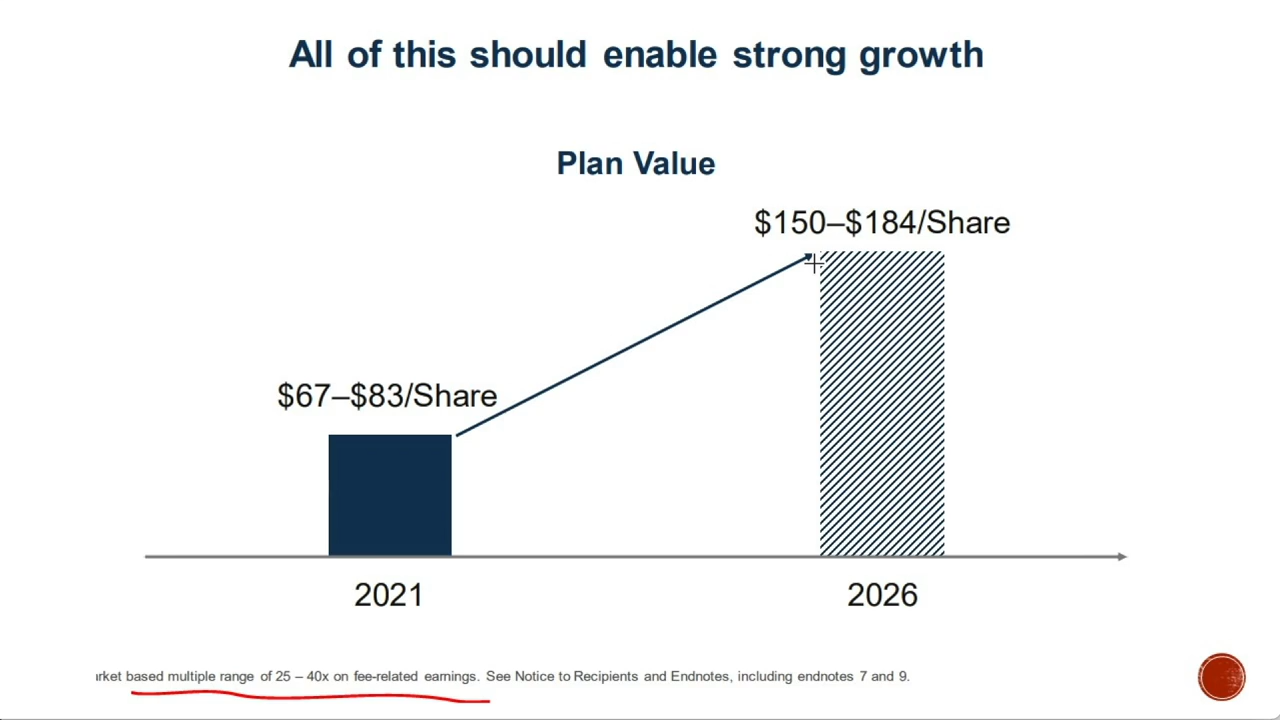 All of this should enable strong growth
Plan Value
$150–$184/Share
$67–$83/Share
2021
2026
based multiple range of 25 – 40x on fee-related earnings. See Notice to Recipients and Endnotes, including endnotes 7 and 9.